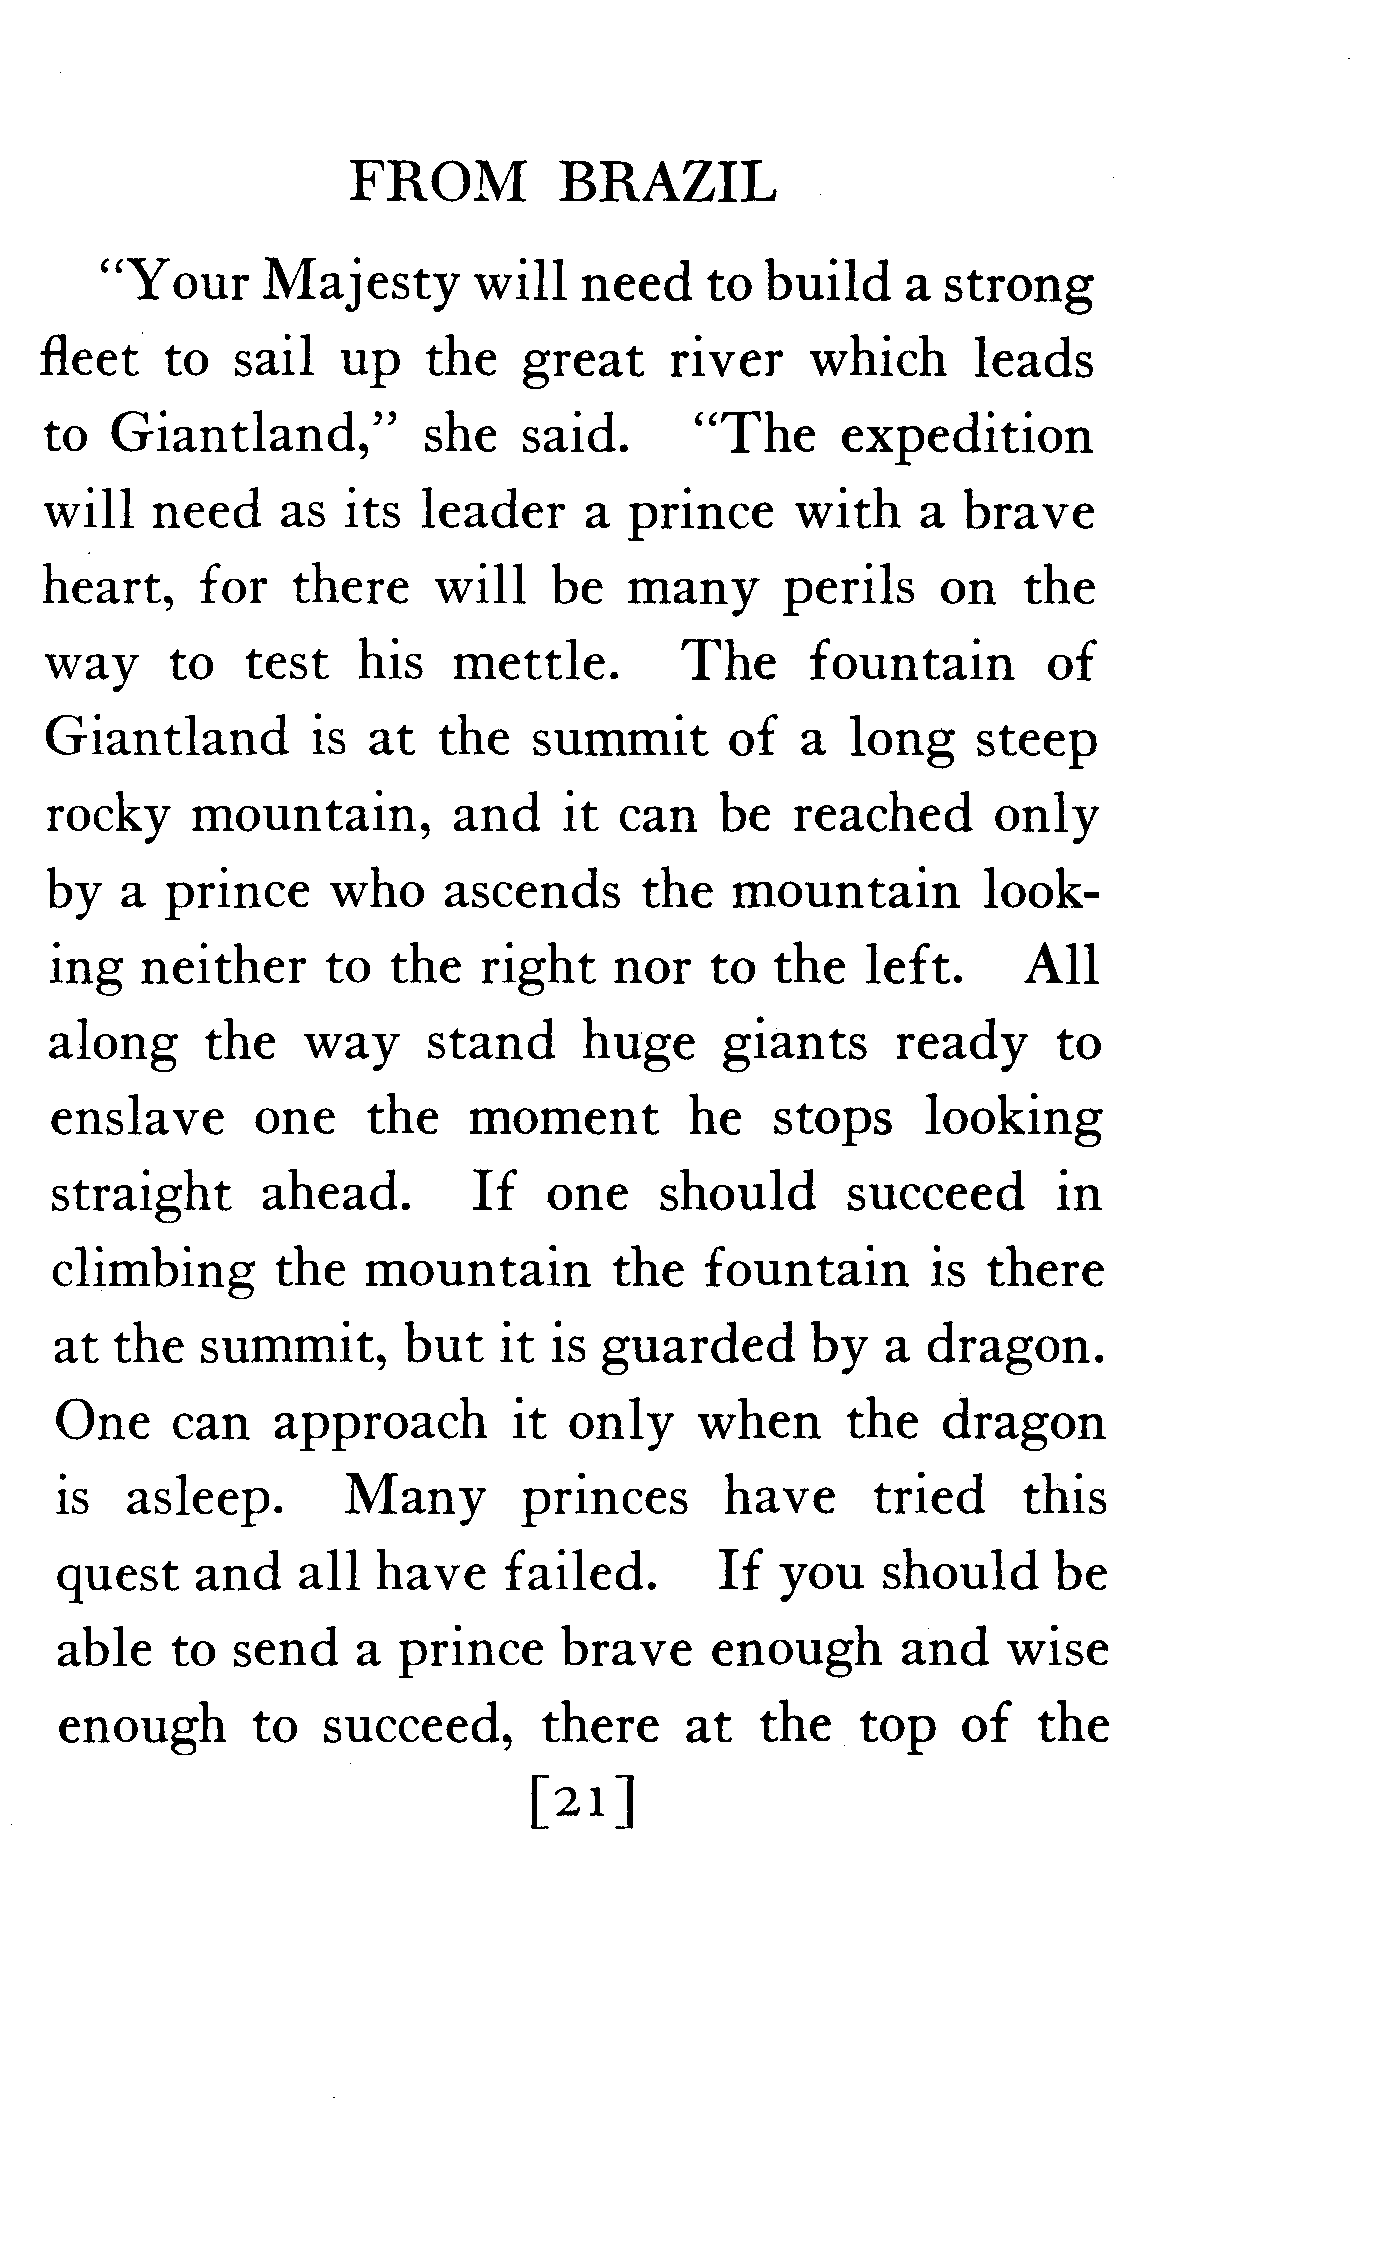 FROM BRAZIL
“Your Majesty will need to build a strong
fleet to sail up the great river which leads
to Giantland,” she said. “The expedition
will need as its leader a prince with a brave
heart, for there will be many perils on the
way to test his mettle. The fountain of
Giantland is at the summit of a long steep
rocky mountain, and it can be reached only
by a prince who ascends the mountain look-
ing neither to the right nor to the left. All
along the way stand huge giants ready to
enslave one the moment he stops looking
straight ahead. If one should succeed in
climbing the mountain the fountain is there
at the summit, but it is guarded by a dragon.
One can approach it only when the dragon
is asleep. Many princes have tried this
quest and all have failed. If you should be
able to send a prince brave enough and wise
enough to succeed, there at the top of the
[21]